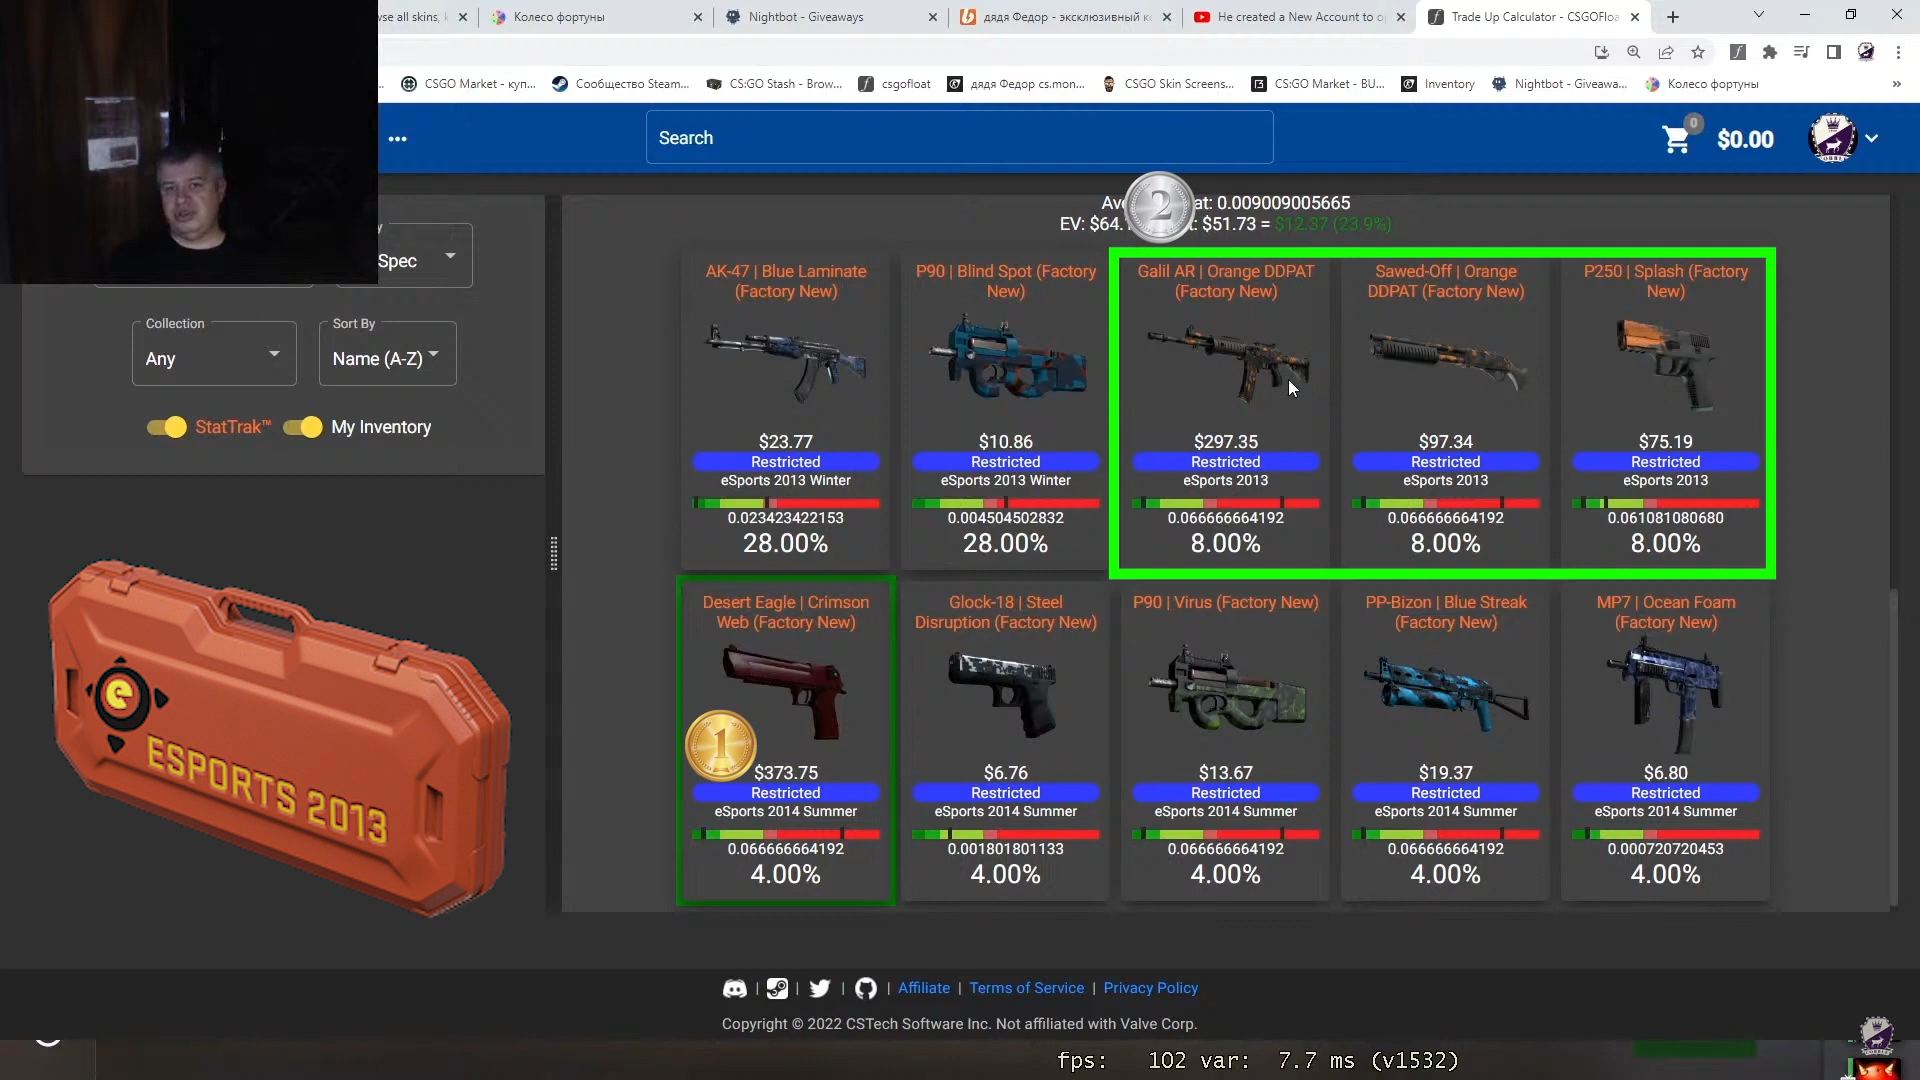 wse all skins,
Колесо фортуны
Nightbot - Giveaways
дядя Федор - эксклюзивный
He created a New Account to
Trade Up Calculator - CSGOFloa
CSGO Market - куп...
Сообщество Steam...
CS:GO Stash - Brow...
csgofloat
дядя Федор cs.mon...
CSGO Skin Screens...
CS:GO Market - BU...
Inventory
Nightbot - Giveawa...
Колесо фортуны
»
Search
0
$0.00
Spec
Collection
Any
Sort By
Name (A-Z)
StatTrak™
My Inventory
ESPORTS 2013
2
at: 0.009009005665
EV: $64. $51.73 = $12.37 (23.9%)
AK-47 | Blue Laminate
(Factory New)
$23.77
Restricted
eSports 2013 Winter
0.023423422153
28.00%
P90 | Blind Spot (Factory
New)
$10.86
Restricted
eSports 2013 Winter
0.004504502832
28.00%
Galil AR | Orange DDPAT
(Factory New)
$297.35
Restricted
eSports 2013
0.066666664192
8.00%
Sawed-Off | Orange
DDPAT (Factory New)
$97.34
Restricted
eSports 2013
0.066666664192
8.00%
P250 | Splash (Factory
New)
$75.19
Restricted
eSports 2013
0.061081080680
8.00%
Desert Eagle | Crimson
Web (Factory New)
1
$373.75
Restricted
eSports 2014 Summer
0.066666664192
4.00%
Glock-18 | Steel
Disruption (Factory New)
$6.76
Restricted
eSports 2014 Summer
0.001801801133
4.00%
P90 | Virus (Factory New)
$13.67
Restricted
eSports 2014 Summer
0.066666664192
4.00%
PP-Bizon | Blue Streak
(Factory New)
$19.37
Restricted
eSports 2014 Summer
0.066666664192
4.00%
MP7 | Ocean Foam
(Factory New)
$6.80
Restricted
eSports 2014 Summer
0.000720720453
4.00%
| | | | Affiliate | Terms of Service | Privacy Policy
Copyright © 2022 CSTech Software Inc. Not affiliated with Valve Corp.
fps: 102 var: 7.7 ms (v1532)